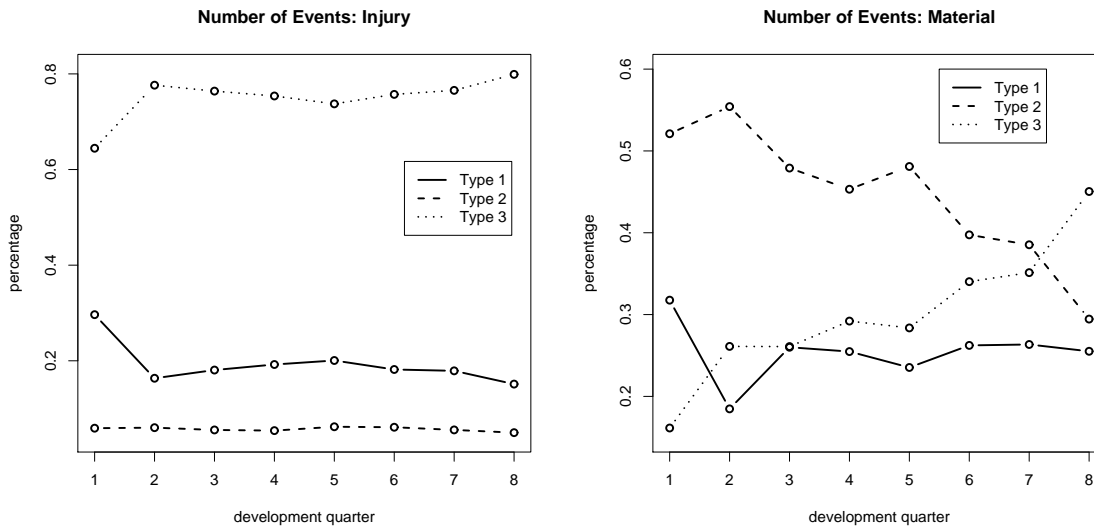 Number of Events: Injury
percentage
0.8
0.6
0.4
0.2
Type 1
Type 2
Type 3
1 2 3 4 5 6 7 8
development quarter
Number of Events: Material
percentage
0.6
0.5
0.4
0.3
0.2
Type 1
Type 2
Type 3
1 2 3 4 5 6 7 8
development quarter